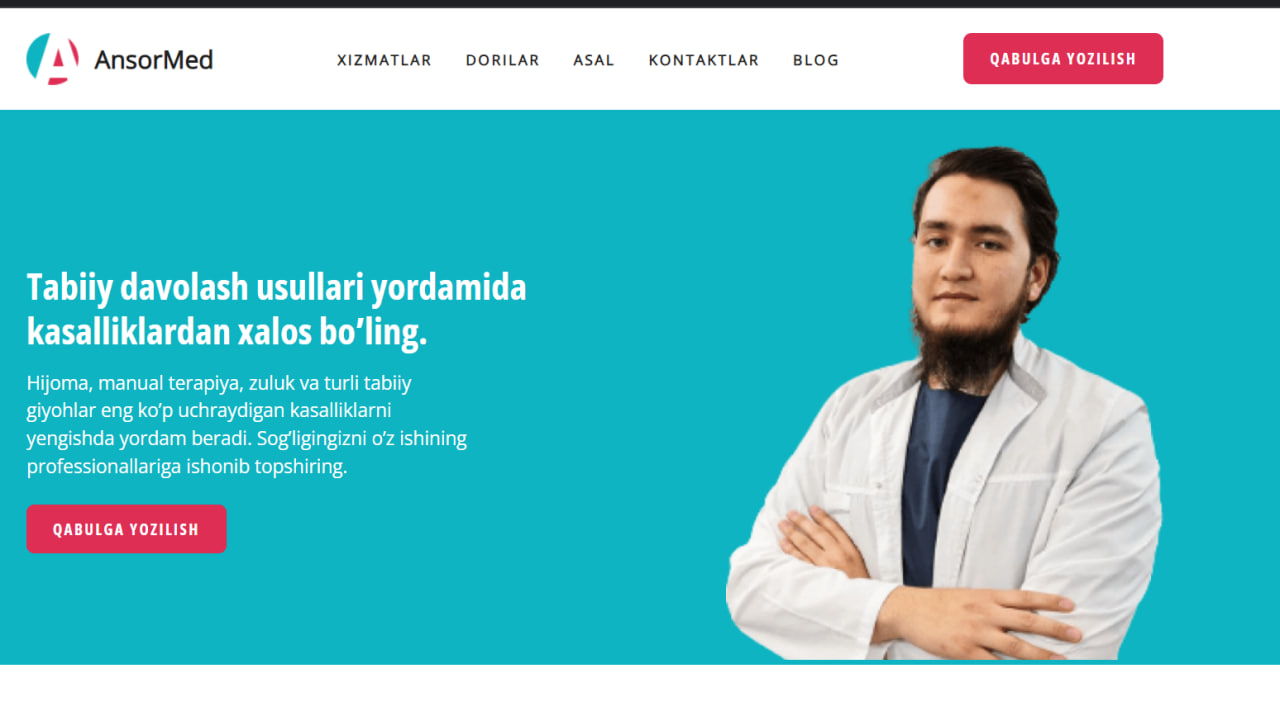 AnsorMed
XIZMATLAR DORILAR ASAL KONTAKTLAR BLOG
QABULGA YOZILISH
Tabiiy davolash usullari yordamida
kasalliklardan xalos bo’ling.
Hijoma, manual terapiya, zuluk va turli tabiiy
giyohlar eng ko’p uchraydigan kasalliklarni
yengishda yordam beradi. Sog’ligingizni o’z ishining
professionallariga ishonib topshiring.
QABULGA YOZILISH